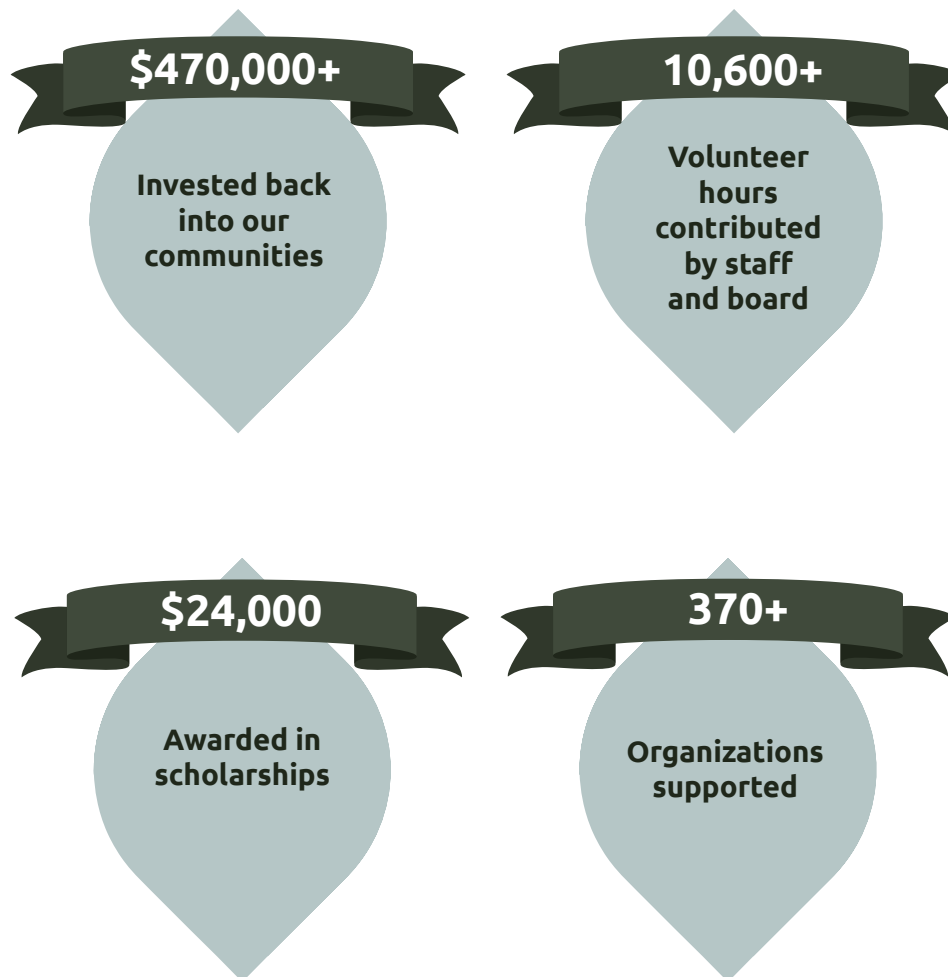 $470,000+
Invested back
into our
communities
10,600+
Volunteer
hours
contributed
by staff
and board
$24,000
Awarded in
scholarships
370+
Organizations
supported